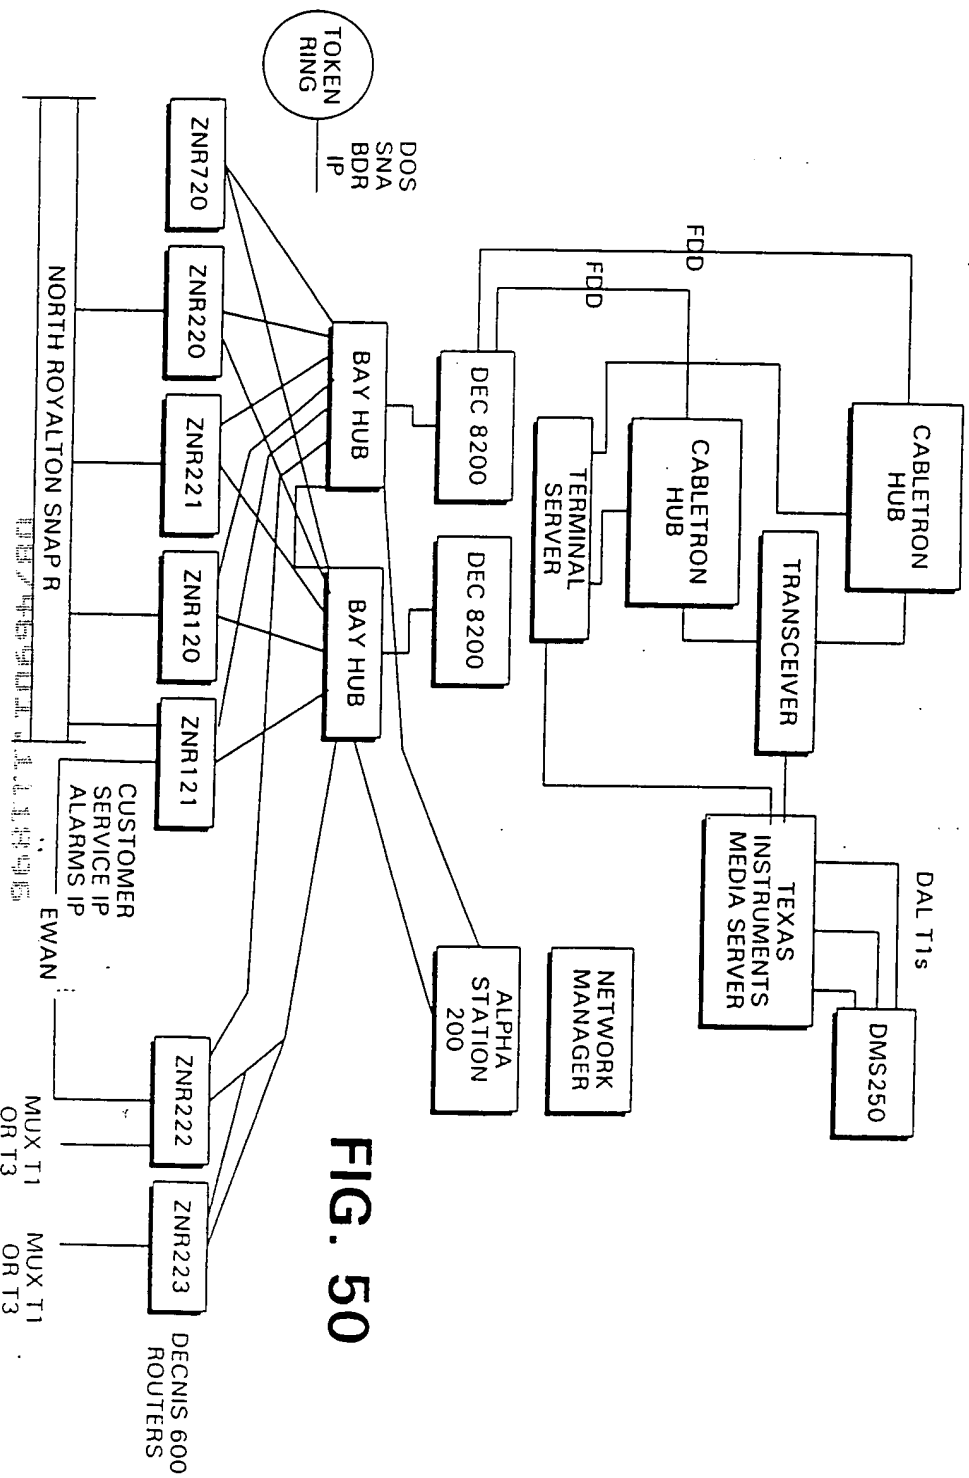 DAL T1s
CABLETRON
HUB
TRANSCEIVER
TEXAS
INSTRUMENTS
MEDIA SERVER
DMS250
FDD
FDD
CABLETRON
HUB
TERMINAL
SERVER
NETWORK
MANAGER
DEC 8200
DEC 8200
ALPHA
STATION
200
DOS
SNA
BDR
IP
TOKEN
RING
BAY HUB
BAY HUB
FIG. 50
ZNR720
ZNR220
ZNR221
ZNR120
ZNR121
ZNR222
ZNR223
DECNIS 600
ROUTERS
CUSTOMER
SERVICE IP
ALARMS IP
NORTH ROYALTON SNAP R
EWAN
MUX T1
OR T3
MUX T1
OR T3